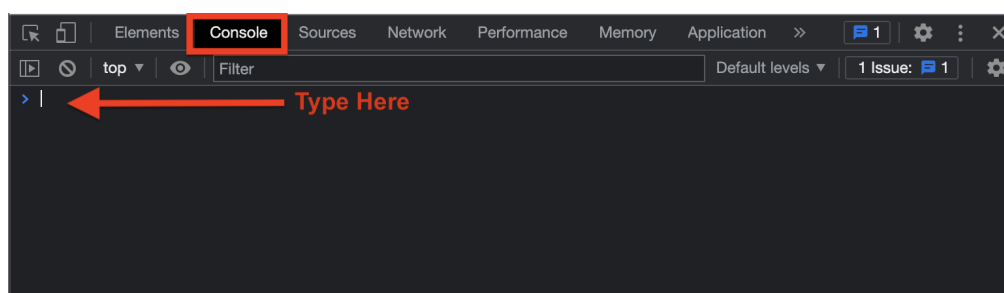 Elements Console Sources Network Performance Memory Application » 1
top ▼ Filter Default levels ▼ 1 Issue: 1
> Type Here